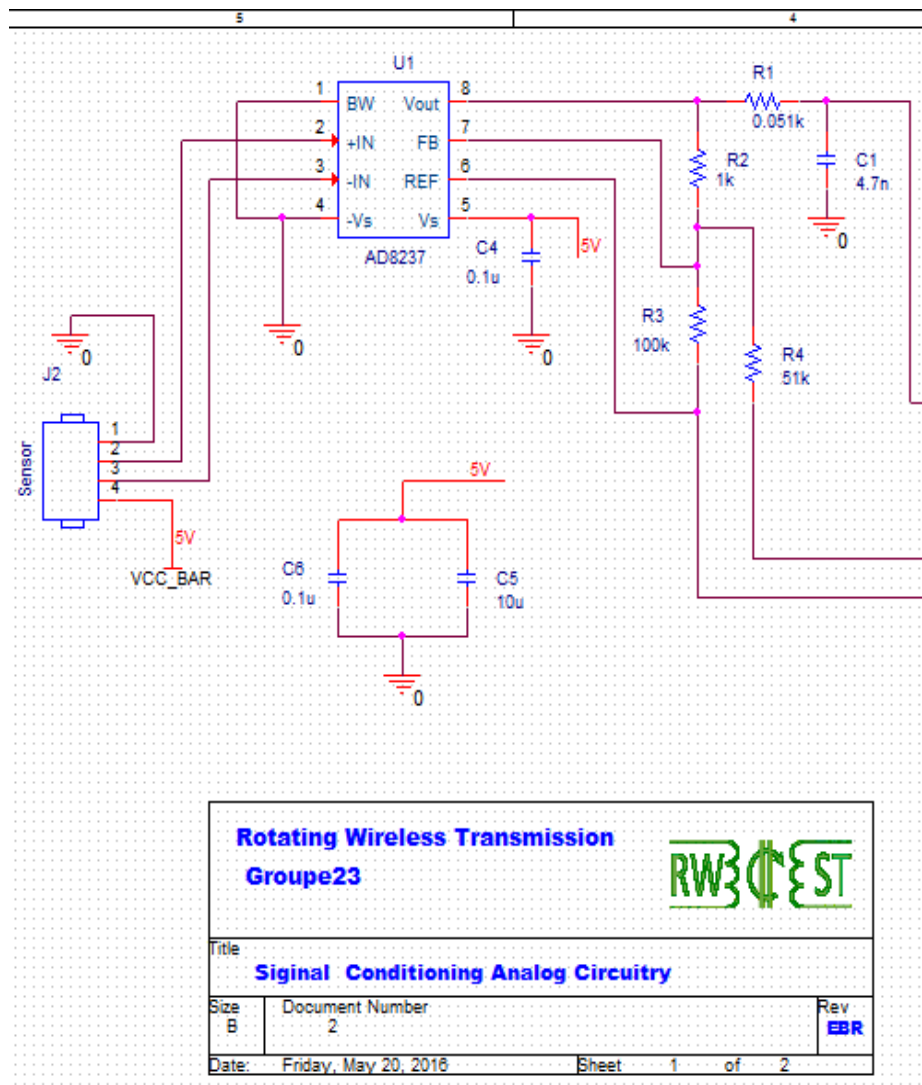 5 4
U1
1 BW Vout 8
2 +IN FB 7
3 -IN REF 6
4 -Vs Vs 5
AD8237
R1
0.051k
R2
1k
C1
4.7n
0
C4
0.1u
5V
0
0
R3
100k
R4
51k
0
J2
Sensor
1
2
3
4
5V
VCC_BAR
5V
C6
0.1u
C5
10u
0
Rotating Wireless Transmission
Groupe23
RW EST
Title
Siginal Conditioning Analog Circuitry
Size Document Number Rev
B 2 EBR
Date: Friday, May 20, 2016 Sheet 1 of 2